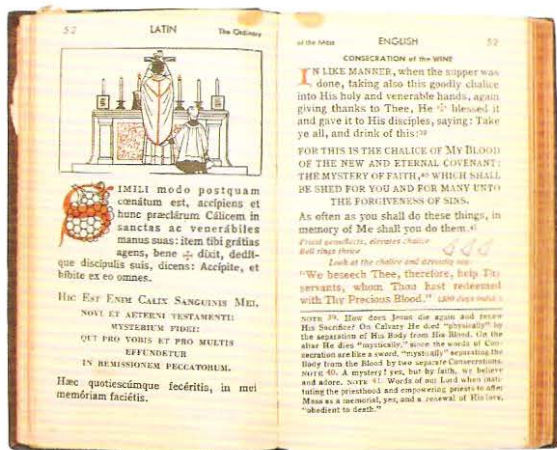 52 LATIN The Ordinary
SIMILI modo postquam
cœnátum est, accípiens et
hunc præclárum Cálicem in
sanctas ac venerábiles
manus suas: item tibi grátias
agens, bene ✠ díxit, dedít-
que discípulis suis, dicens: Accípite, et
bíbite ex eo omnes.
HIC EST ENIM CALIX SANGUINIS MEI,
NOVI ET AETERNI TESTAMENTI:
MYSTERIUM FIDEI:
QUI PRO VOBIS ET PRO MULTIS
EFFUNDETUR
IN REMISSIONEM PECCATORUM.
Hæc quotiescúmque fecéritis, in mei
memóriam faciétis.
of the Mass ENGLISH 52
CONSECRATION of the WINE
IN LIKE MANNER, when the supper was
done, taking also this goodly chalice
into His holy and venerable hands, again
giving thanks to Thee, He ✠ blessed it
and gave it to His disciples, saying: Take
ye all, and drink of this:³⁹
FOR THIS IS THE CHALICE OF MY BLOOD
OF THE NEW AND ETERNAL COVENANT:
THE MYSTERY OF FAITH,⁴⁰ WHICH SHALL
BE SHED FOR YOU AND FOR MANY UNTO
THE FORGIVENESS OF SINS.
As often as you shall do these things, in
memory of Me shall you do them.⁴¹
Priest genuflects, elevates chalice
Bell rings thrice
Look at the chalice and devoutly say:
"We beseech Thee, therefore, help Thy
servants, whom Thou hast redeemed
with Thy Precious Blood."
NOTE 39. How does Jesus die again and renew
His Sacrifice? On Calvary He died "physically" by
the separation of His Body from His Blood. On the
altar He dies "mystically," since the words of Con-
secration are like a sword, "mystically" separating the
Body from the Blood by two separate Consecrations.
NOTE 40. A mystery! yes, but by faith, we believe
and adore. NOTE 41. Words of our Lord when insti-
tuting the priesthood and empowering priests to offer
Mass as a memorial, yes, and a renewal of His love,
"obedient to death."